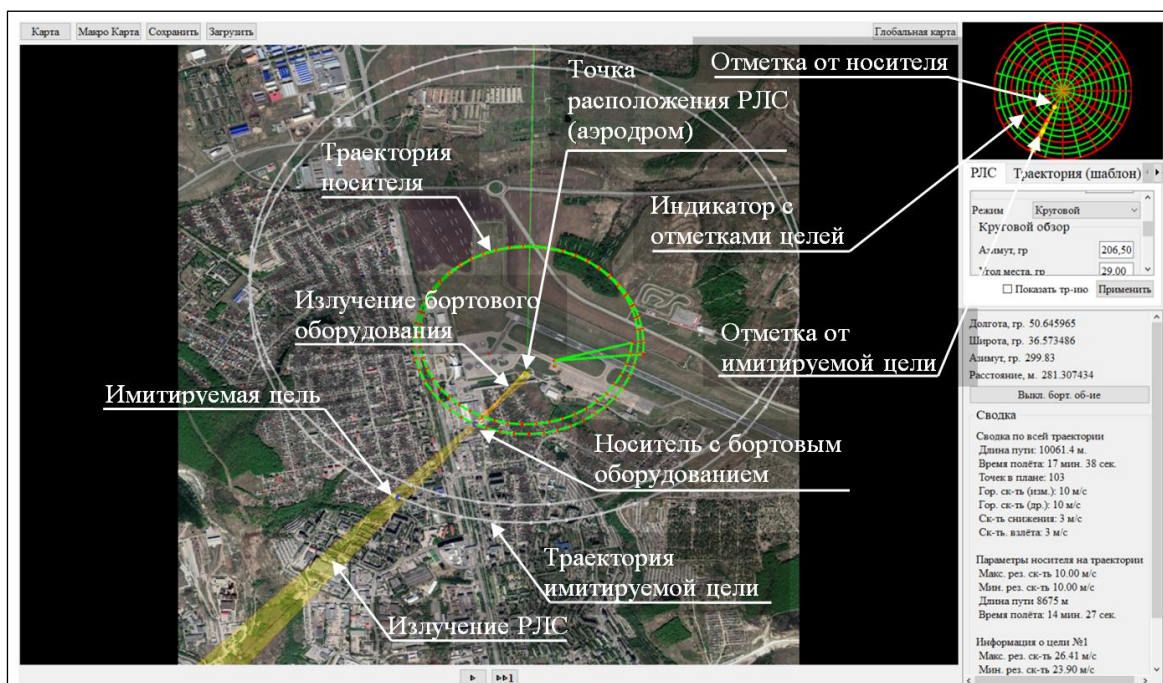 Карта Макро Карта Сохранить Загрузить Глобальная карта
Точка
расположения РЛС
(аэродром)
Траектория
носителя
Индикатор с
отметками целей
Излучение бортового
оборудования
Отметка от
имитируемой цели
Имитируемая цель
Носитель с бортовым
оборудованием
Траектория
имитируемой цели
Излучение РЛС
Отметка от носителя
РЛС Траектория (шаблон)
Режим Круговой
Круговой обзор
Азимут, гр 206,50
Угол места, гр 29,00
Показать тр-ию Применить
Долгота, гр. 50.645965
Широта, гр. 36.573486
Азимут, гр. 299.83
Расстояние, м. 281.307434
Выкл. борт. об-ие
Сводка
Сводка по всей траектории
Длина пути: 10061.4 м.
Время полёта: 17 мин. 38 сек.
Точек в плане: 103
Гор. ск-ть (изм.): 10 м/с
Гор. ск-ть (др.): 10 м/с
Ск-ть снижения: 3 м/с
Ск-ть. взлёта: 3 м/с
Параметры носителя на траектории
Макс. рез. ск-ть 10.00 м/с
Мин. рез. ск-ть 10.00 м/с
Длина пути 8675 м
Время полёта: 14 мин. 27 сек.
Информация о цели №1
Макс. рез. ск-ть 26.41 м/с
Мин. рез. ск-ть 23.90 м/с